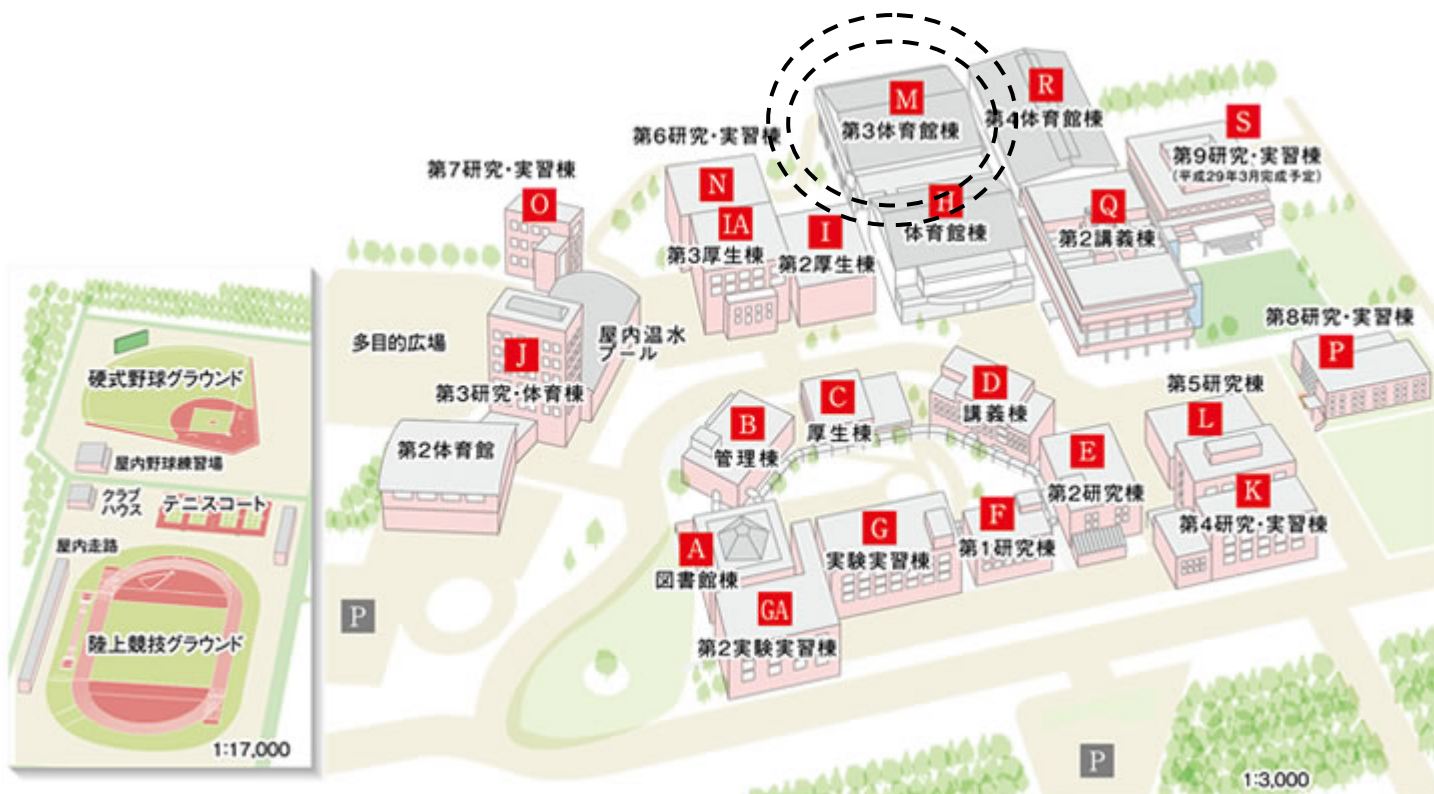 M
第3体育館棟
R
第4体育館棟
S
第9研究・実習棟
(平成29年3月完成予定)
第6研究・実習棟
N
第7研究・実習棟
O
IA
第3厚生棟
I
第2厚生棟
H
体育館棟
Q
第2講義棟
第8研究・実習棟
P
多目的広場
屋内温水
プール
J
第3研究・体育棟
第2体育館
B
管理棟
C
厚生棟
D
講義棟
E
第2研究棟
第5研究棟
L
K
第4研究・実習棟
A
図書館棟
G
実験実習棟
F
第1研究棟
GA
第2実験実習棟
P
P
1:3,000
硬式野球グラウンド
屋内野球練習場
クラブ
ハウス
テニスコート
屋内走路
陸上競技グラウンド
1:17,000